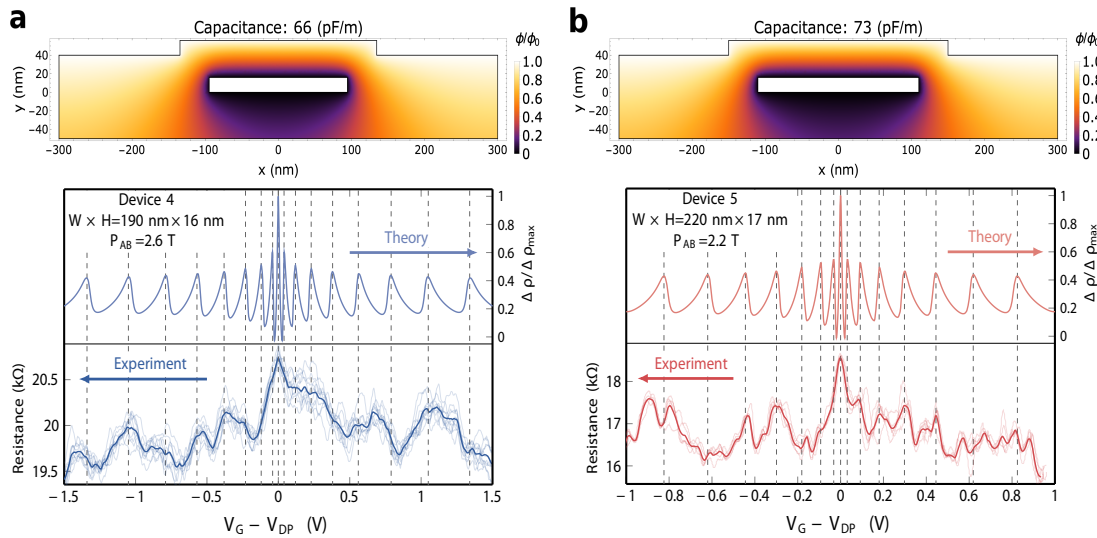 a
Capacitance: 66 (pF/m)
ϕ/ϕ0
y (nm)
40
20
0
−20
−40
1.0
0.8
0.6
0.4
0.2
0
−300 −200 −100 0 100 200 300
x (nm)
Device 4
W × H=190 nm×16 nm
P AB =2.6 T
Theory
1
0.8
0.6
0.4
0.2
0
Δ ρ/Δ ρmax
Experiment
Resistance (kΩ)
20.5
20
19.5
−1.5 −1 −0.5 0 0.5 1 1.5
VG − VDP (V)
b
Capacitance: 73 (pF/m)
ϕ/ϕ0
y (nm)
40
20
0
−20
−40
1.0
0.8
0.6
0.4
0.2
0
−300 −200 −100 0 100 200 300
x (nm)
Device 5
W × H=220 nm×17 nm
P AB =2.2 T
Theory
1
0.8
0.6
0.4
0.2
0
Δ ρ/Δ ρmax
Experiment
Resistance (kΩ)
18
17
16
−1 −0.8 −0.6 −0.4 −0.2 0 0.2 0.4 0.6 0.8 1
VG − VDP (V)